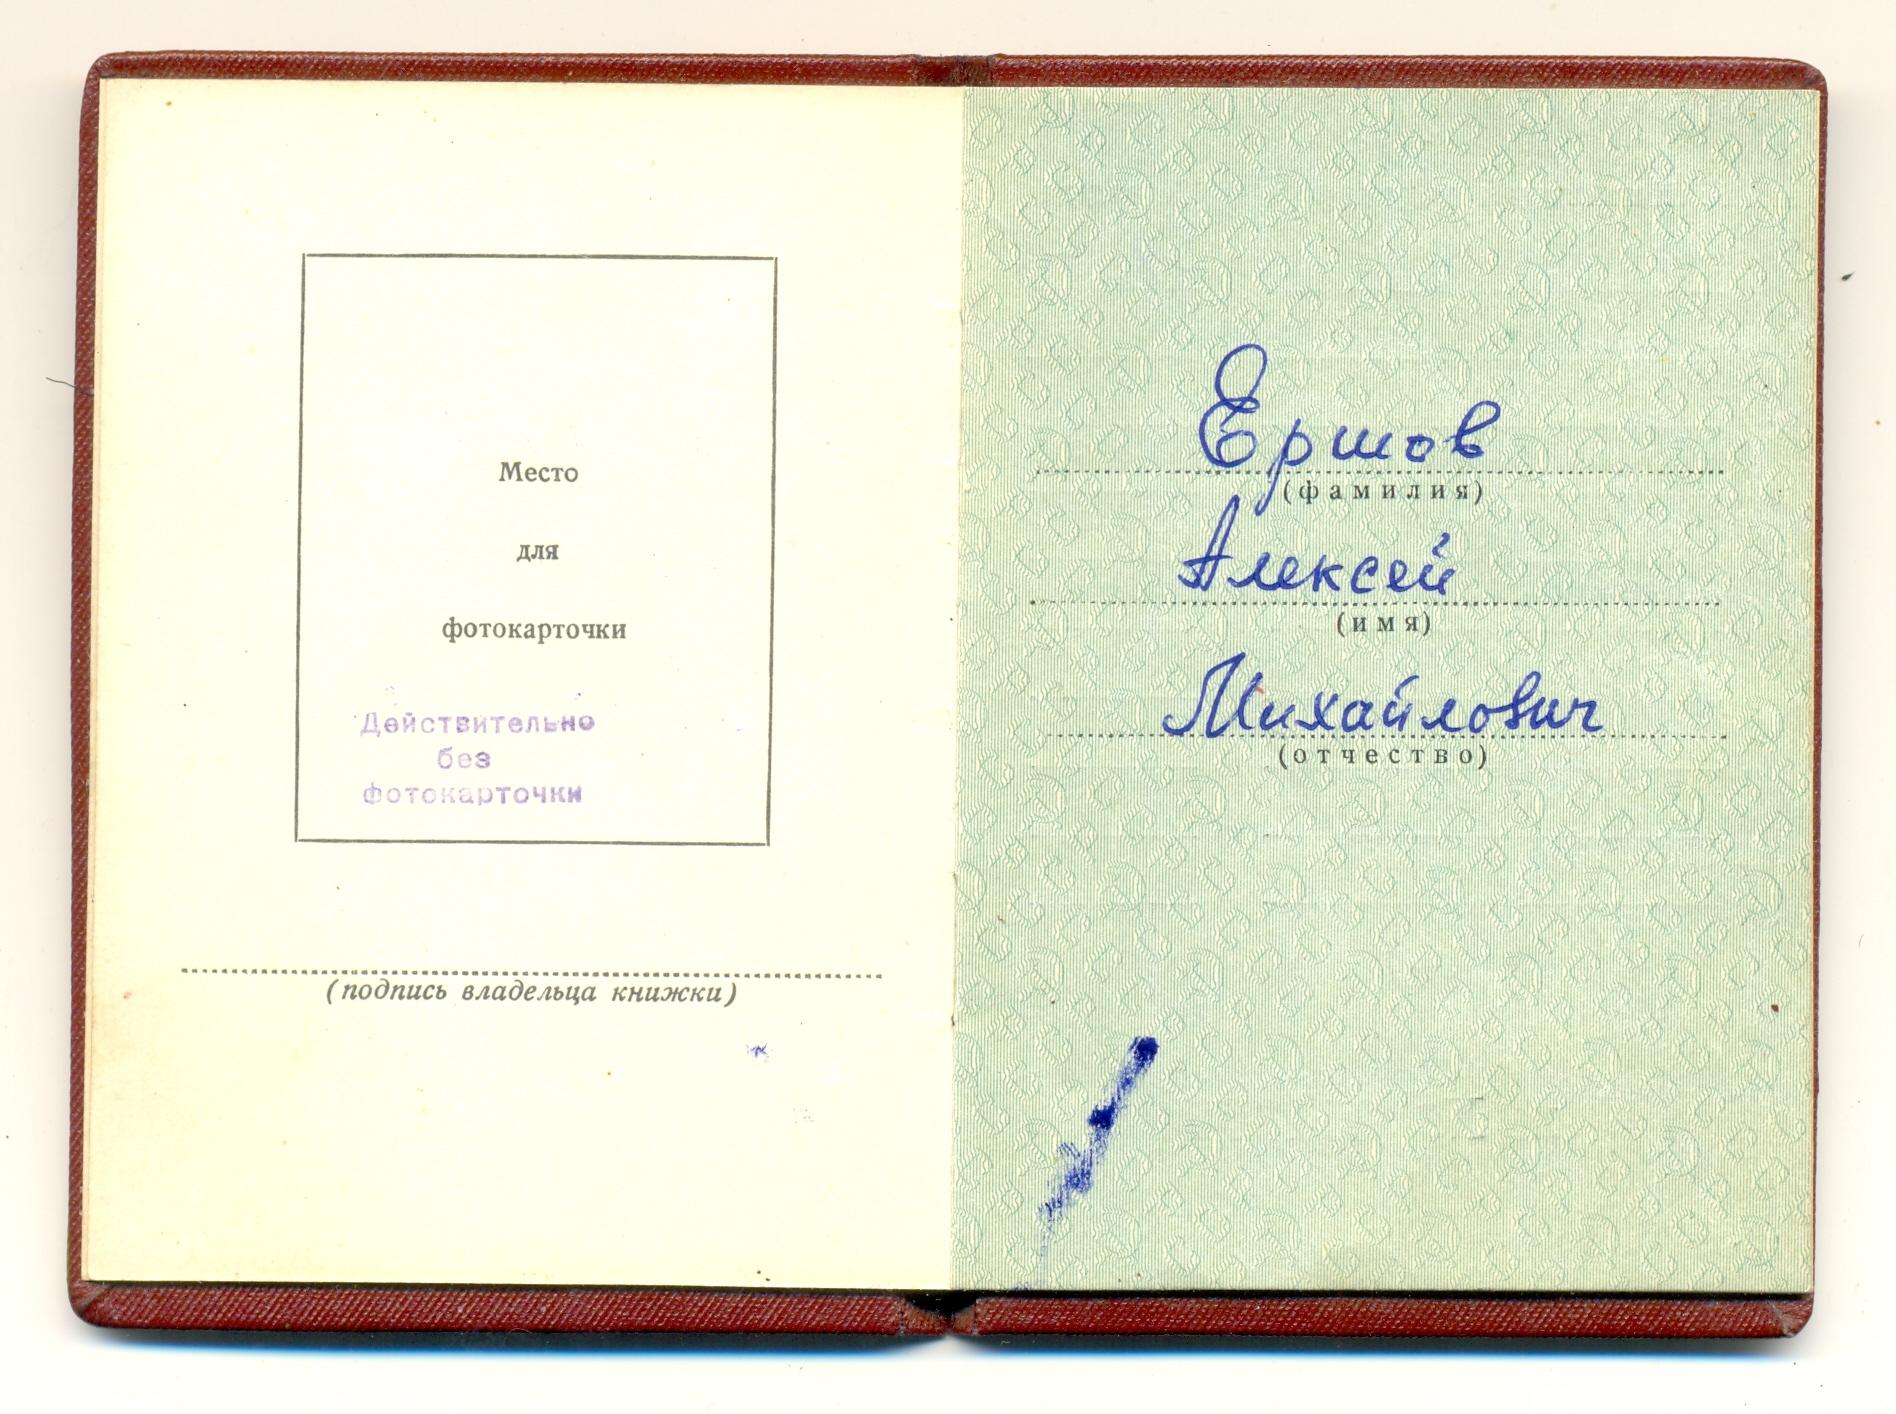 Место
для
фотокарточки
Действительно
без
фотокарточки
(подпись владельца книжки)
Ершов
(фамилия)
Алексей
(имя)
Михайлович
(отчество)